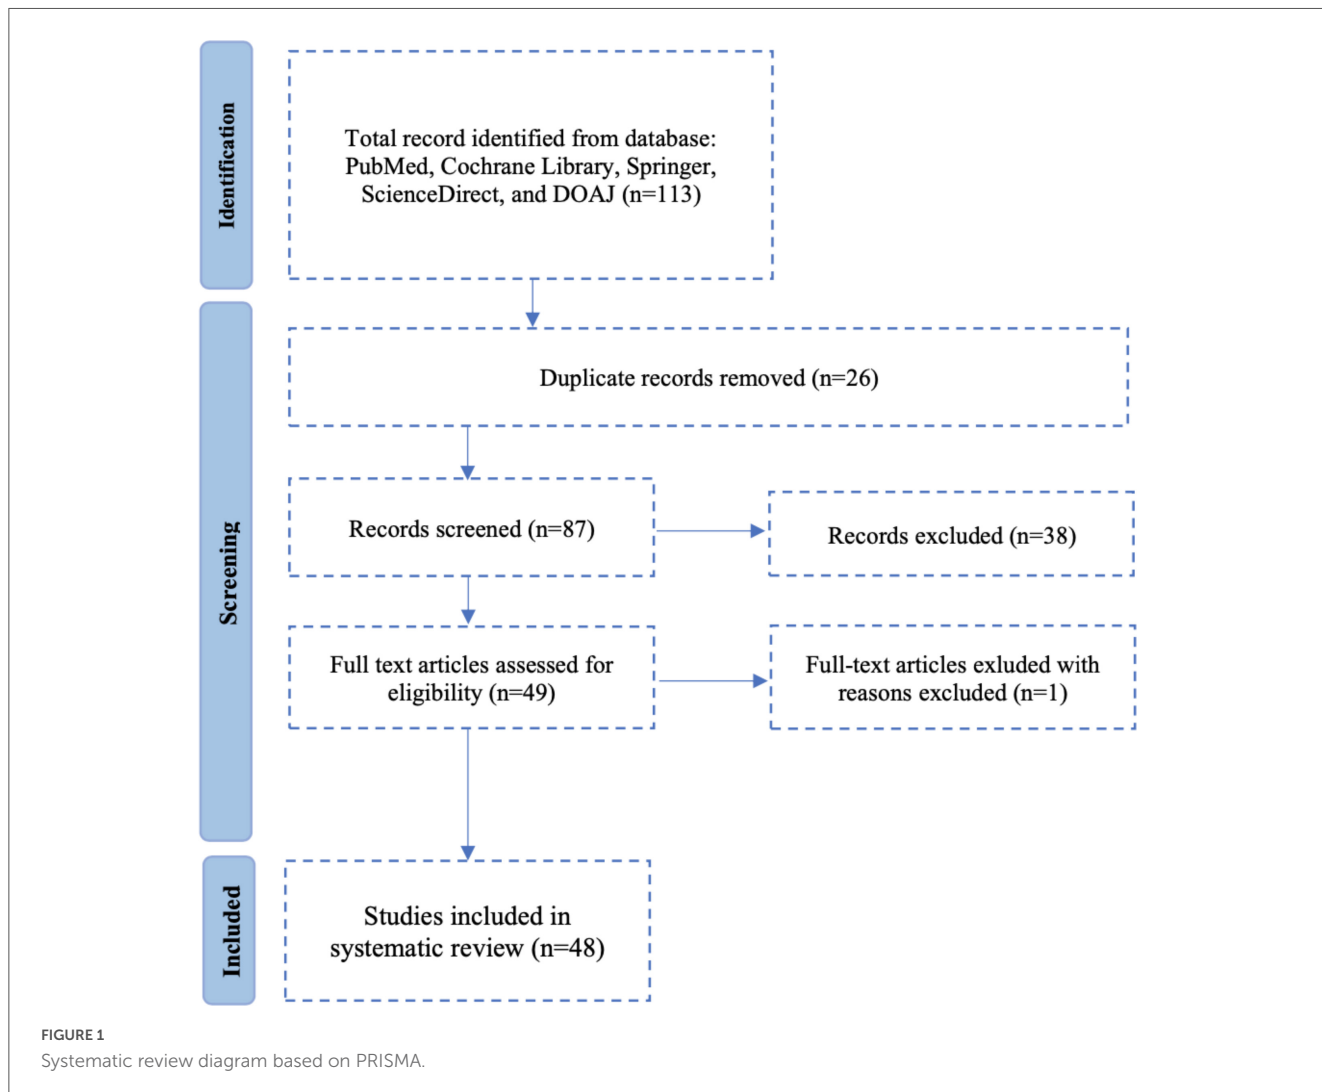 Identification
Total record identified from database:
PubMed, Cochrane Library, Springer,
ScienceDirect, and DOAJ (n=113)
Screening
Duplicate records removed (n=26)
Records screened (n=87)
Records excluded (n=38)
Full text articles assessed for
eligibility (n=49)
Full-text articles exluded with
reasons excluded (n=1)
Included
Studies included in
systematic review (n=48)
FIGURE 1
Systematic review diagram based on PRISMA.